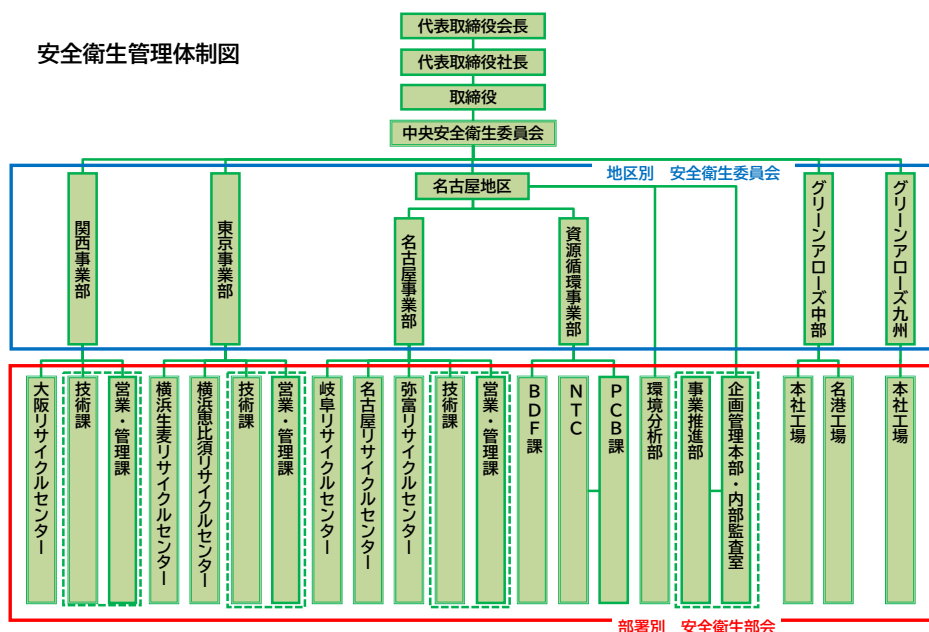 安全衛生管理体制図
代表取締役会長
代表取締役社長
取締役
中央安全衛生委員会
地区別　安全衛生委員会
関西事業部
東京事業部
名古屋地区
名古屋事業部
資源循環事業部
グリーンアローズ中部
グリーンアローズ九州
大阪リサイクルセンター
技術課
営業・管理課
横浜生麦リサイクルセンター
横浜恵比須リサイクルセンター
技術課
営業・管理課
岐阜リサイクルセンター
名古屋リサイクルセンター
弥富リサイクルセンター
技術課
営業・管理課
ＢＤＦ課
ＮＴＣ
ＰＣＢ課
環境分析部
事業推進部
企画管理本部・内部監査室
本社工場
名港工場
本社工場
部署別　安全衛生部会